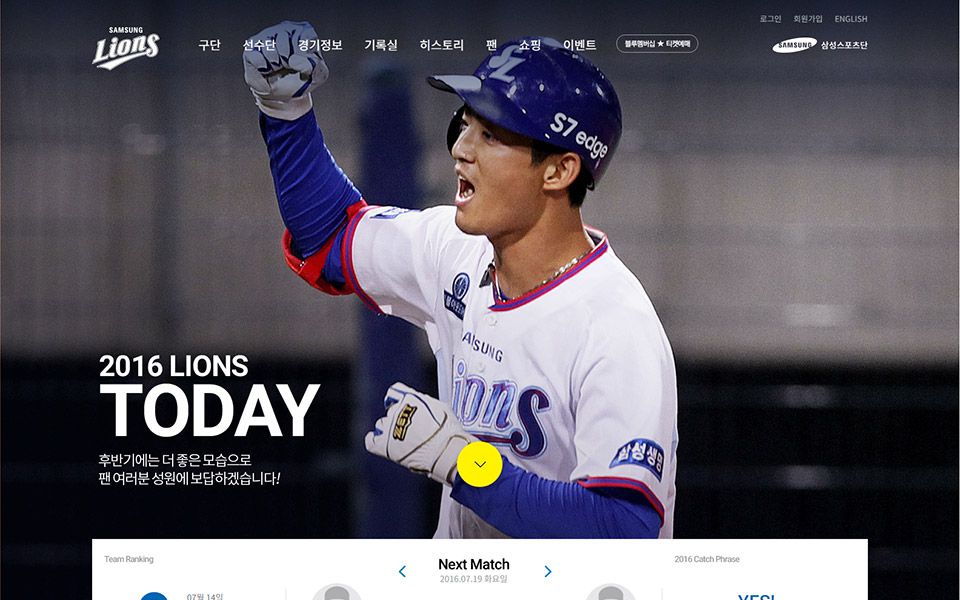 로그인 회원가입 ENGLISH
SAMSUNG
Lions
구단 선수단 경기정보 기록실 히스토리 팬 쇼핑 이벤트 블루멤버십 ★ 티켓예매
SAMSUNG 삼성스포츠단
S7 edge
SAMSUNG
Lions
삼성생명
2016 LIONS
TODAY
후반기에는 더 좋은 모습으로
팬 여러분 성원에 보답하겠습니다!
Team Ranking
Next Match
2016 Catch Phrase
2016.07.19 화요일
07월 14일
YES!